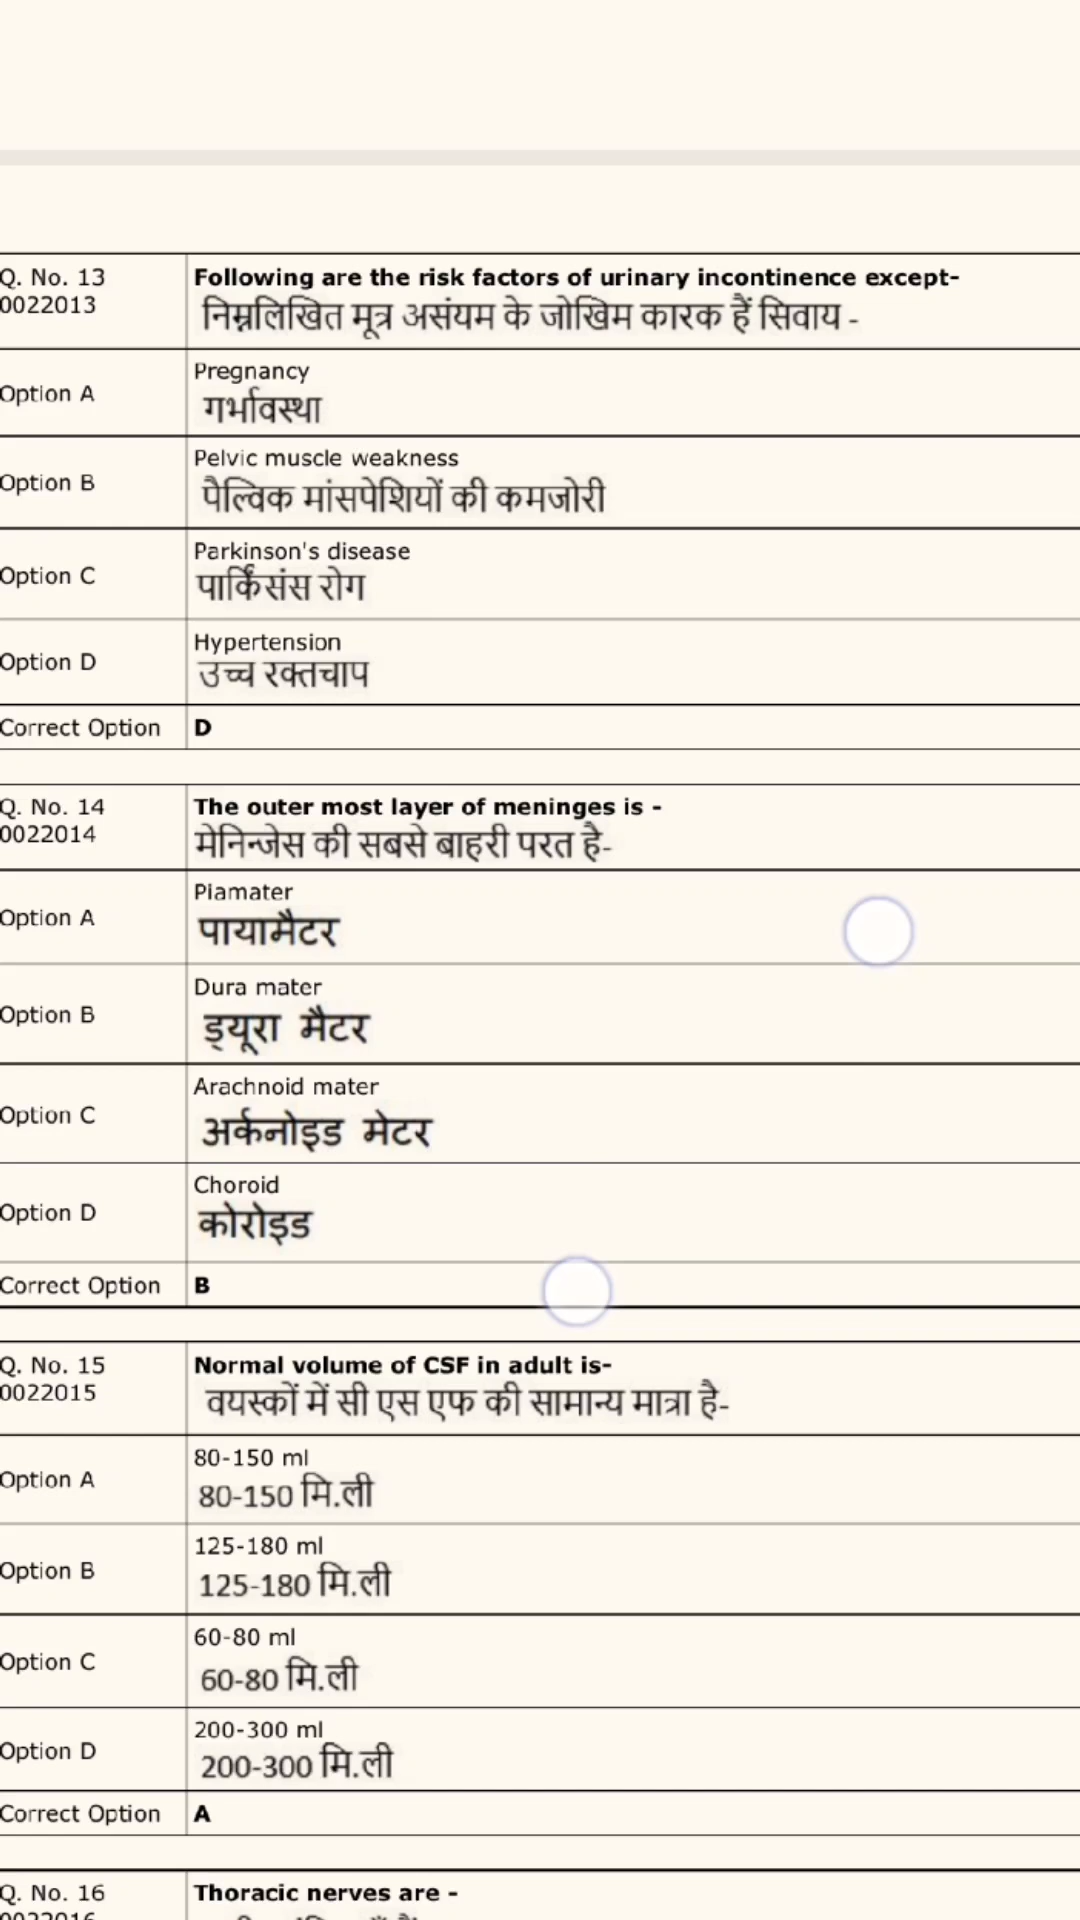 Q. No. 13
0022013
Following are the risk factors of urinary incontinence except-
निम्नलिखित मूत्र असंयम के जोखिम कारक हैं सिवाय -
Option A
Pregnancy
गर्भावस्था
Option B
Pelvic muscle weakness
पैल्विक मांसपेशियों की कमजोरी
Option C
Parkinson's disease
पार्किंसंस रोग
Option D
Hypertension
उच्च रक्तचाप
Correct Option
D
Q. No. 14
0022014
The outer most layer of meninges is -
मेनिन्जेस की सबसे बाहरी परत है-
Option A
Piamater
पायामैटर
Option B
Dura mater
ड्यूरा मैटर
Option C
Arachnoid mater
अर्कनोइड मेटर
Option D
Choroid
कोरोइड
Correct Option
B
Q. No. 15
0022015
Normal volume of CSF in adult is-
वयस्कों में सी एस एफ की सामान्य मात्रा है-
Option A
80-150 ml
80-150 मि.ली
Option B
125-180 ml
125-180 मि.ली
Option C
60-80 ml
60-80 मि.ली
Option D
200-300 ml
200-300 मि.ली
Correct Option
A
Q. No. 16
Thoracic nerves are -